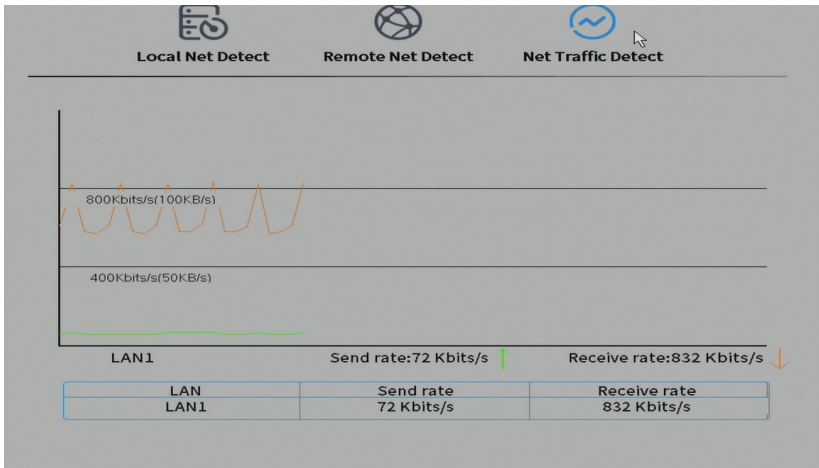 Local Net Detect
Remote Net Detect
Net Traffic Detect
800Kbits/s(100KB/s)
400Kbits/s(50KB/s)
LAN1
Send rate:72 Kbits/s
Receive rate:832 Kbits/s
LAN
Send rate
Receive rate
LAN1
72 Kbits/s
832 Kbits/s